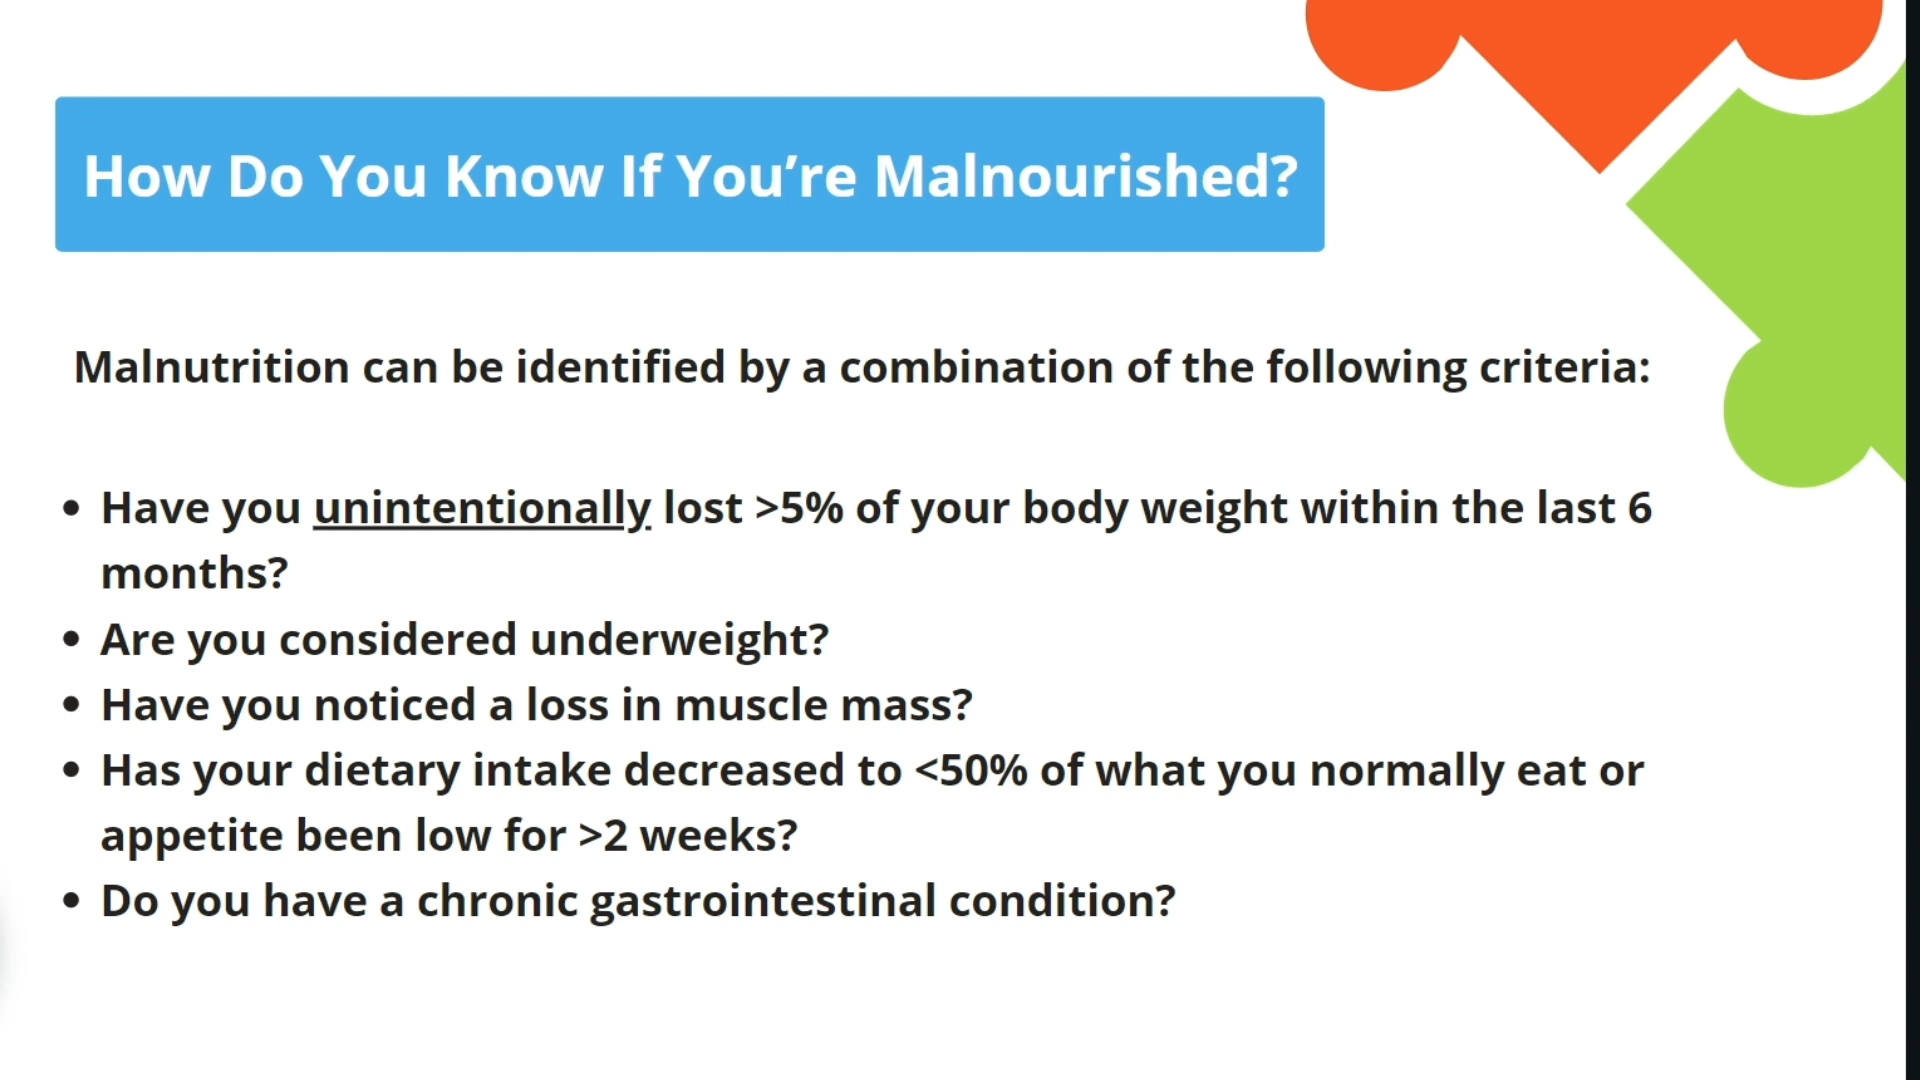 How Do You Know If You’re Malnourished?
Malnutrition can be identified by a combination of the following criteria:
• Have you unintentionally lost >5% of your body weight within the last 6
months?
• Are you considered underweight?
• Have you noticed a loss in muscle mass?
• Has your dietary intake decreased to <50% of what you normally eat or
appetite been low for >2 weeks?
• Do you have a chronic gastrointestinal condition?